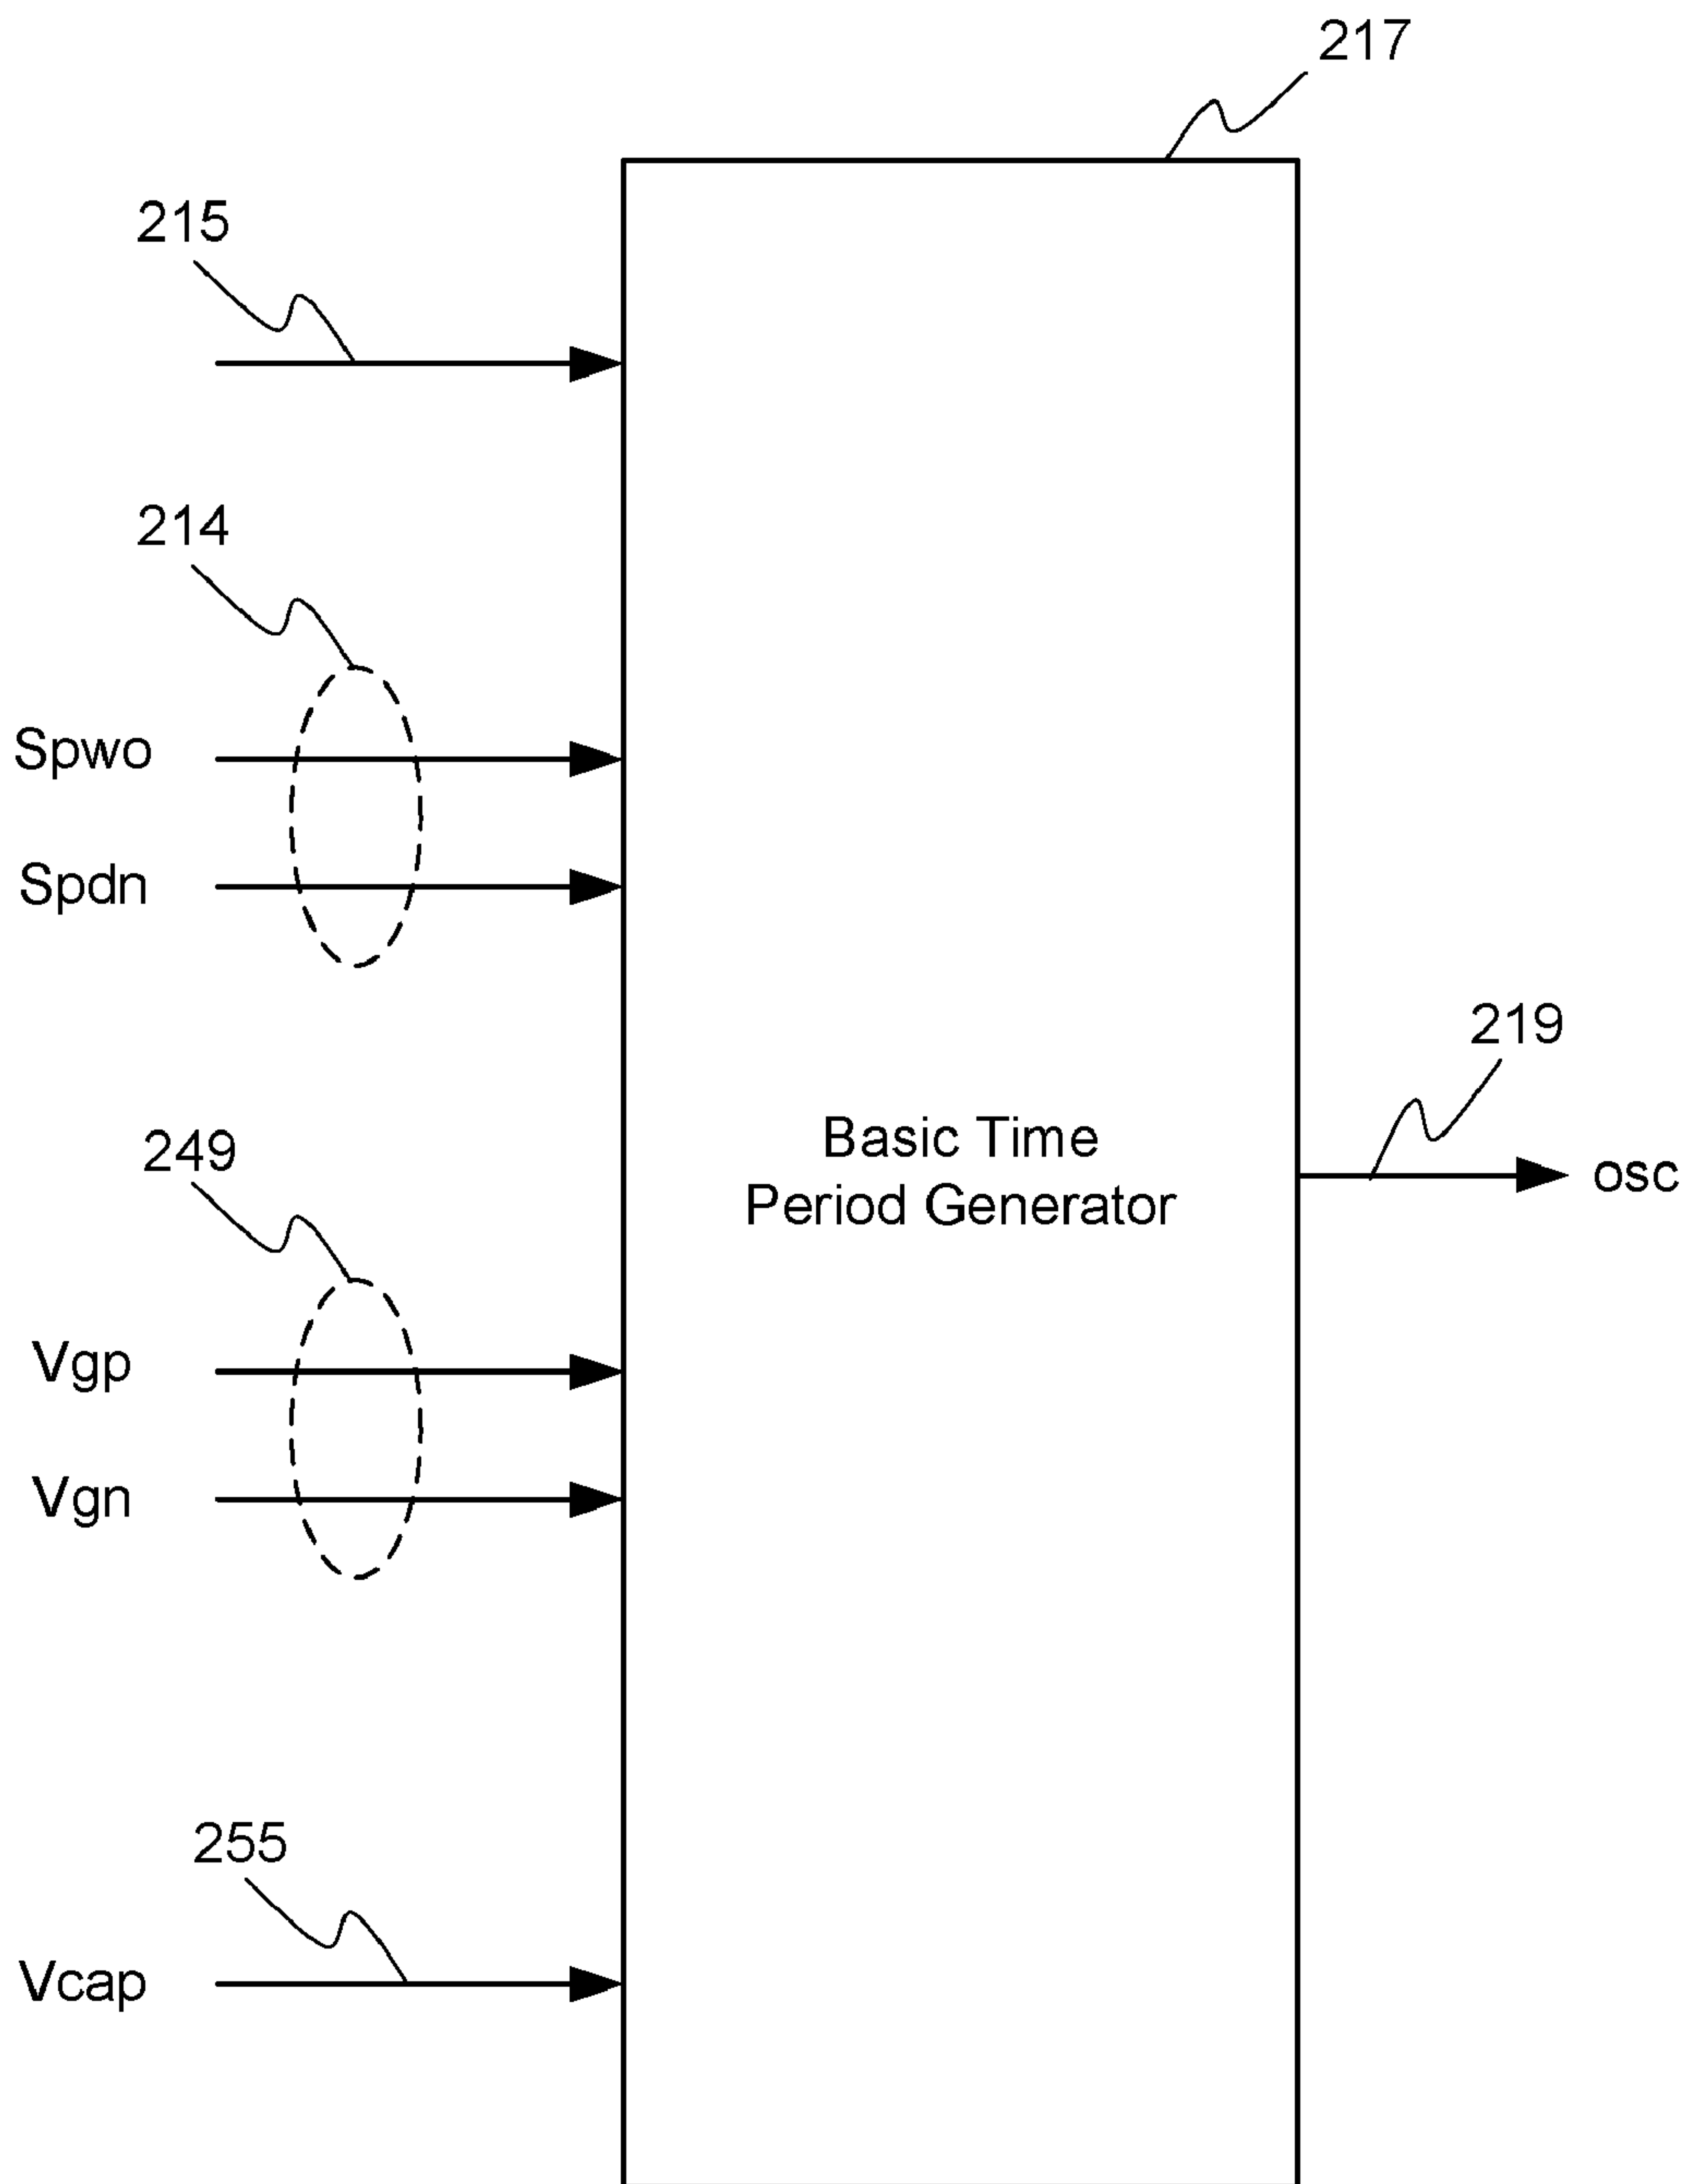 217
215
214
Spwo
Spdn
219
Basic Time
Period Generator
osc
249
Vgp
Vgn
255
Vcap